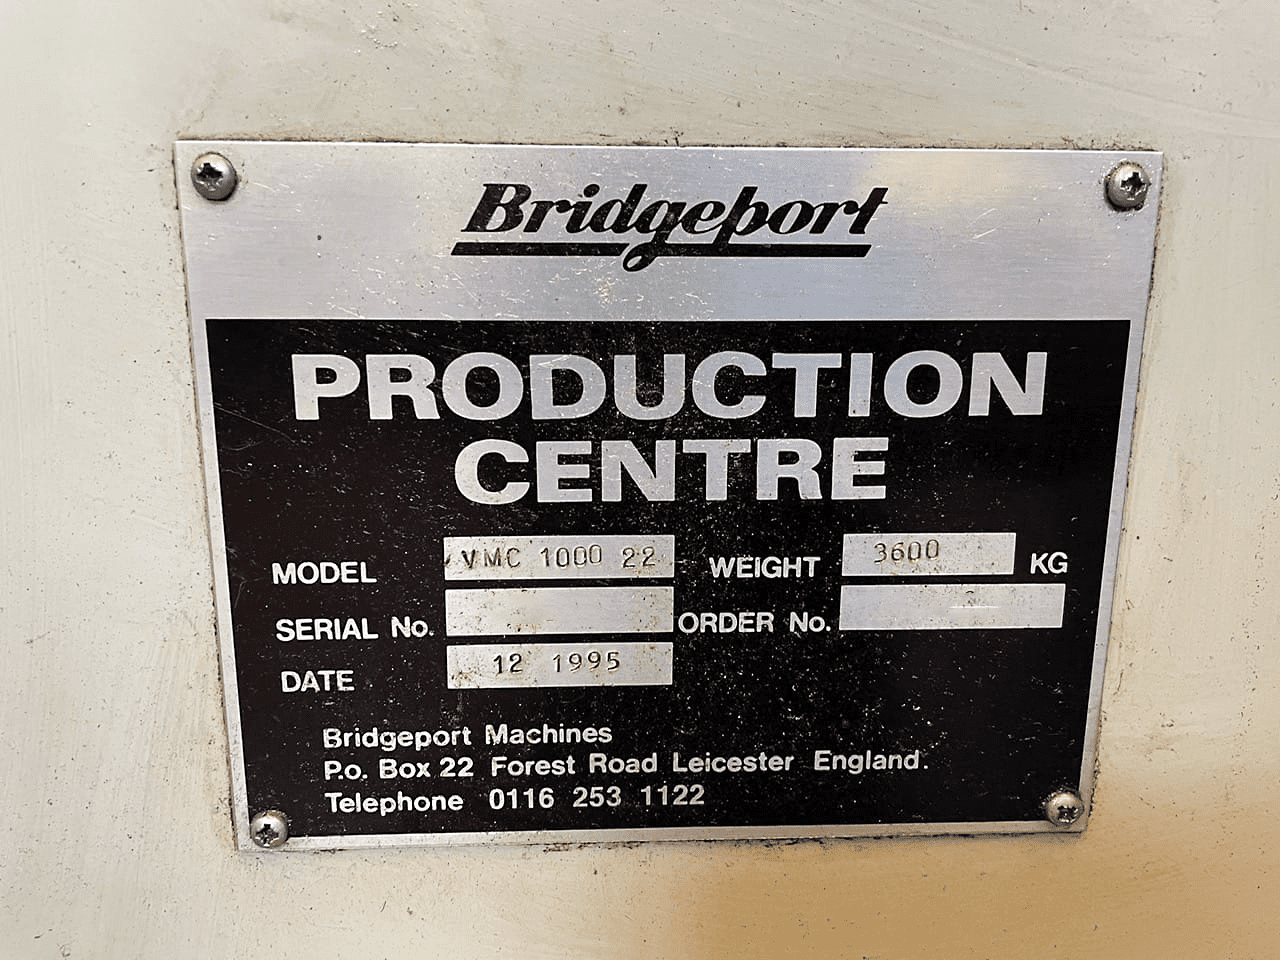 Bridgeport
PRODUCTION
CENTRE
MODEL VMC 1000 22 WEIGHT 3600 KG
SERIAL No. ORDER No.
DATE 12 1995
Bridgeport Machines
P.o. Box 22 Forest Road Leicester England.
Telephone 0116 253 1122